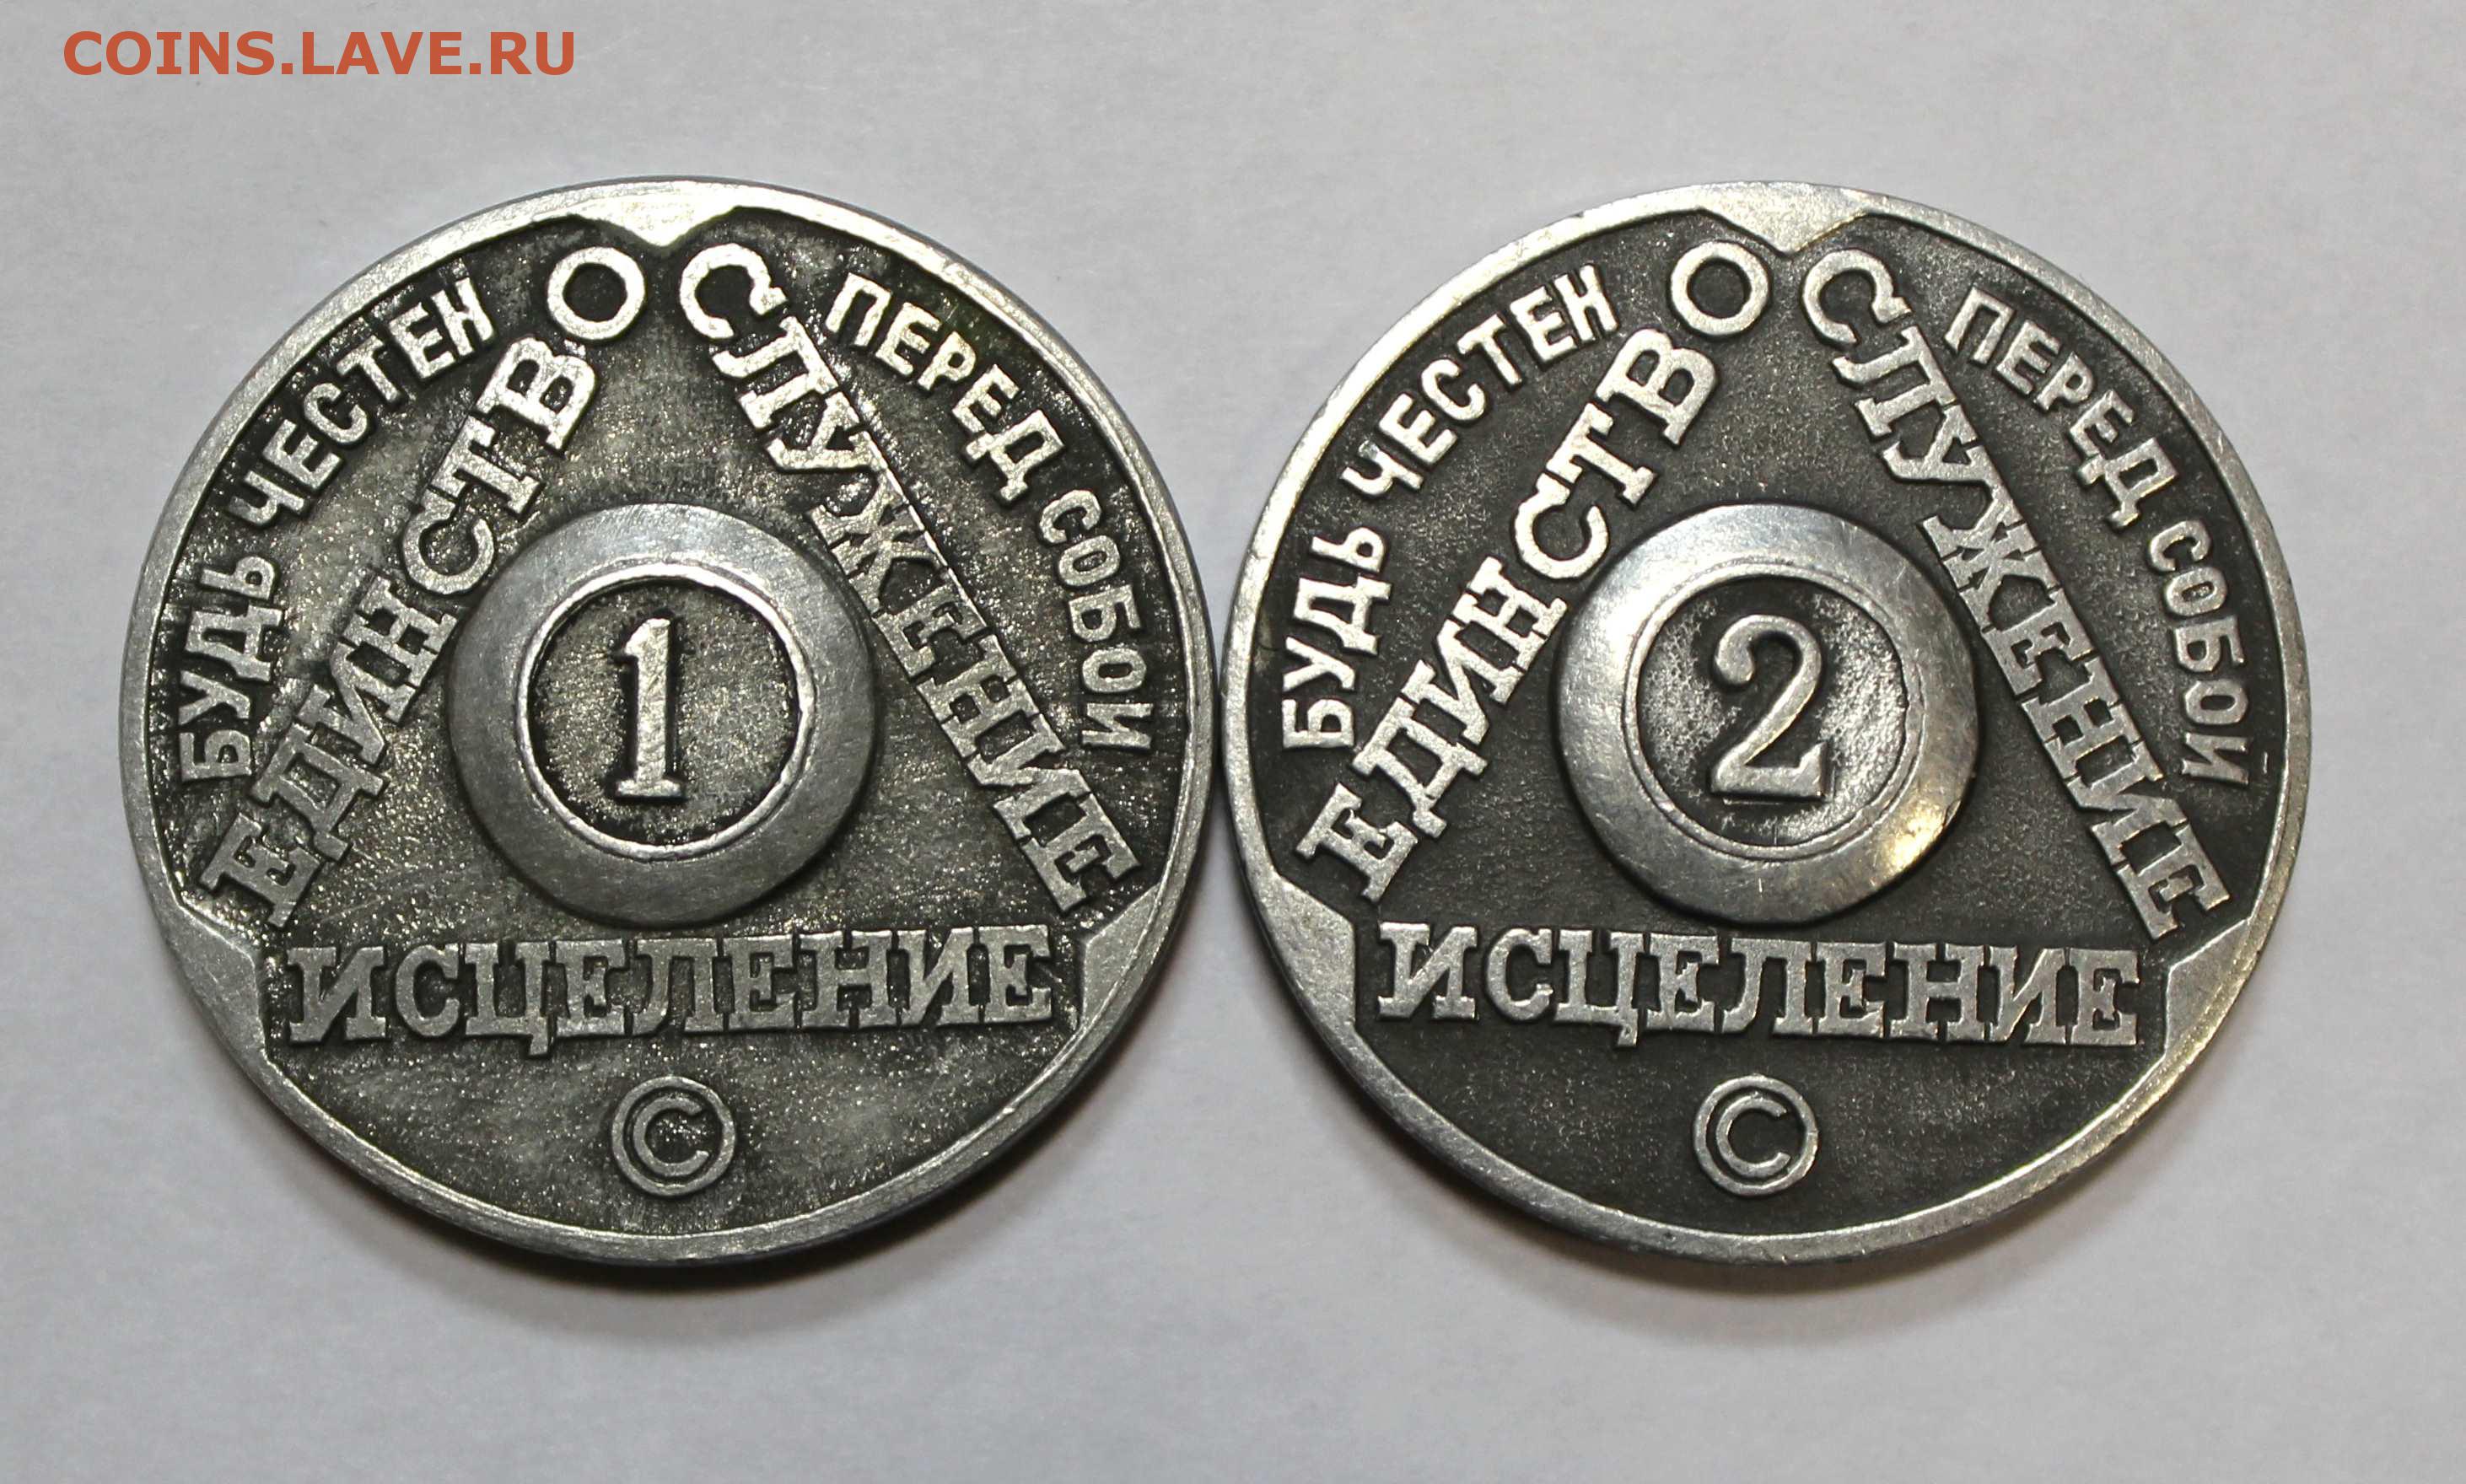 COINS.LAVE.RU
БУДЬ ЧЕСТЕН ПЕРЕД СОБОЙ
ЕДИНСТВО
СЛУЖЕНИЕ
1
ИСЦЕЛЕНИЕ
©
БУДЬ ЧЕСТЕН ПЕРЕД СОБОЙ
ЕДИНСТВО
СЛУЖЕНИЕ
2
ИСЦЕЛЕНИЕ
©